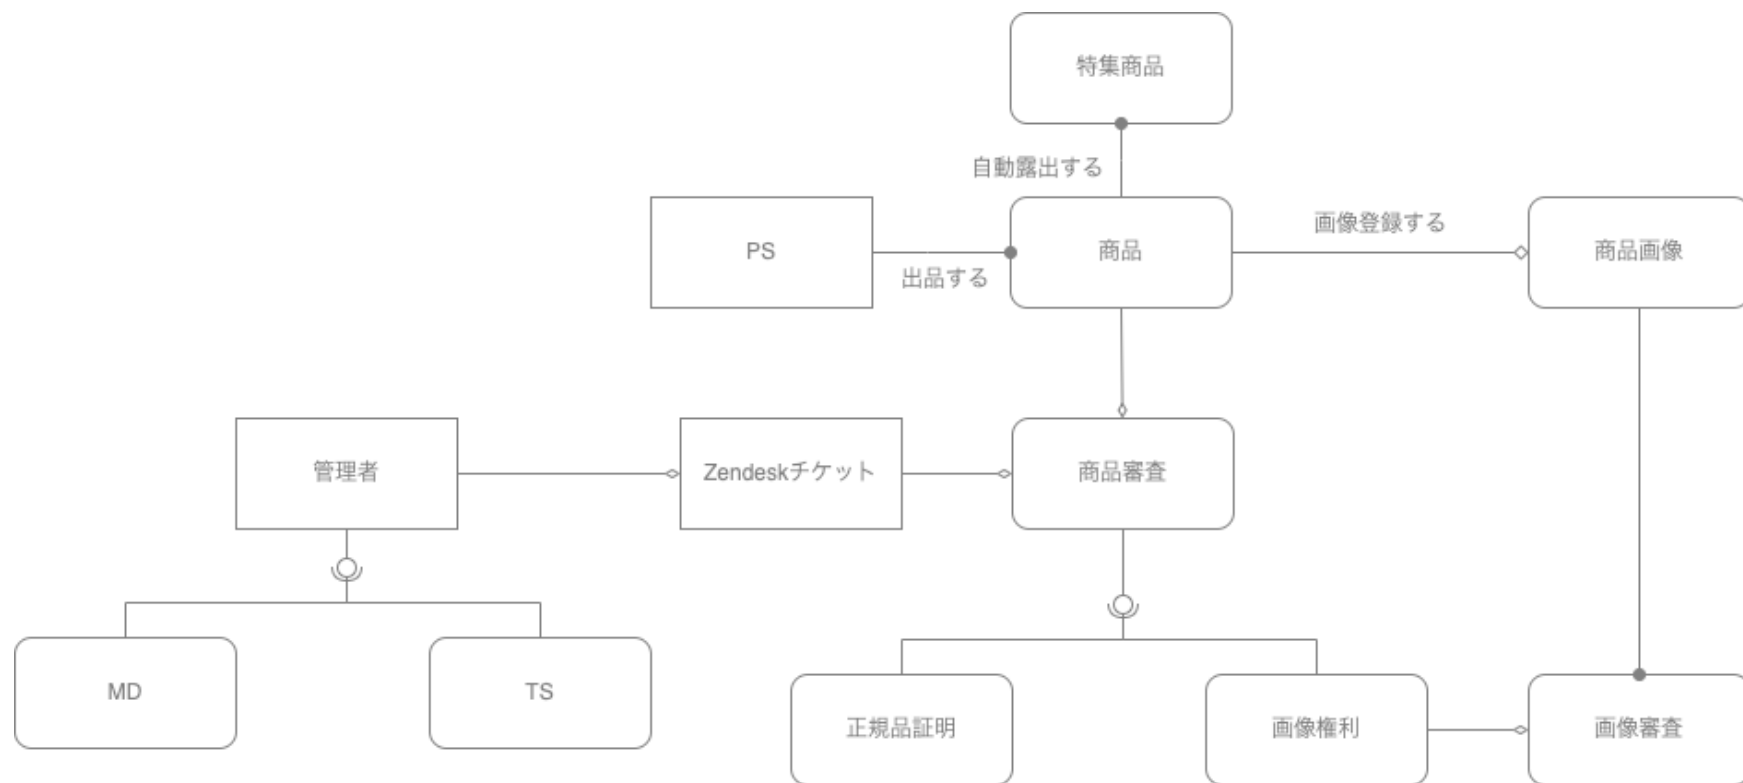 特集商品
自動露出する
PS
出品する
商品
画像登録する
商品画像
管理者
Zendeskチケット
商品審査
MD
TS
正規品証明
画像権利
画像審査